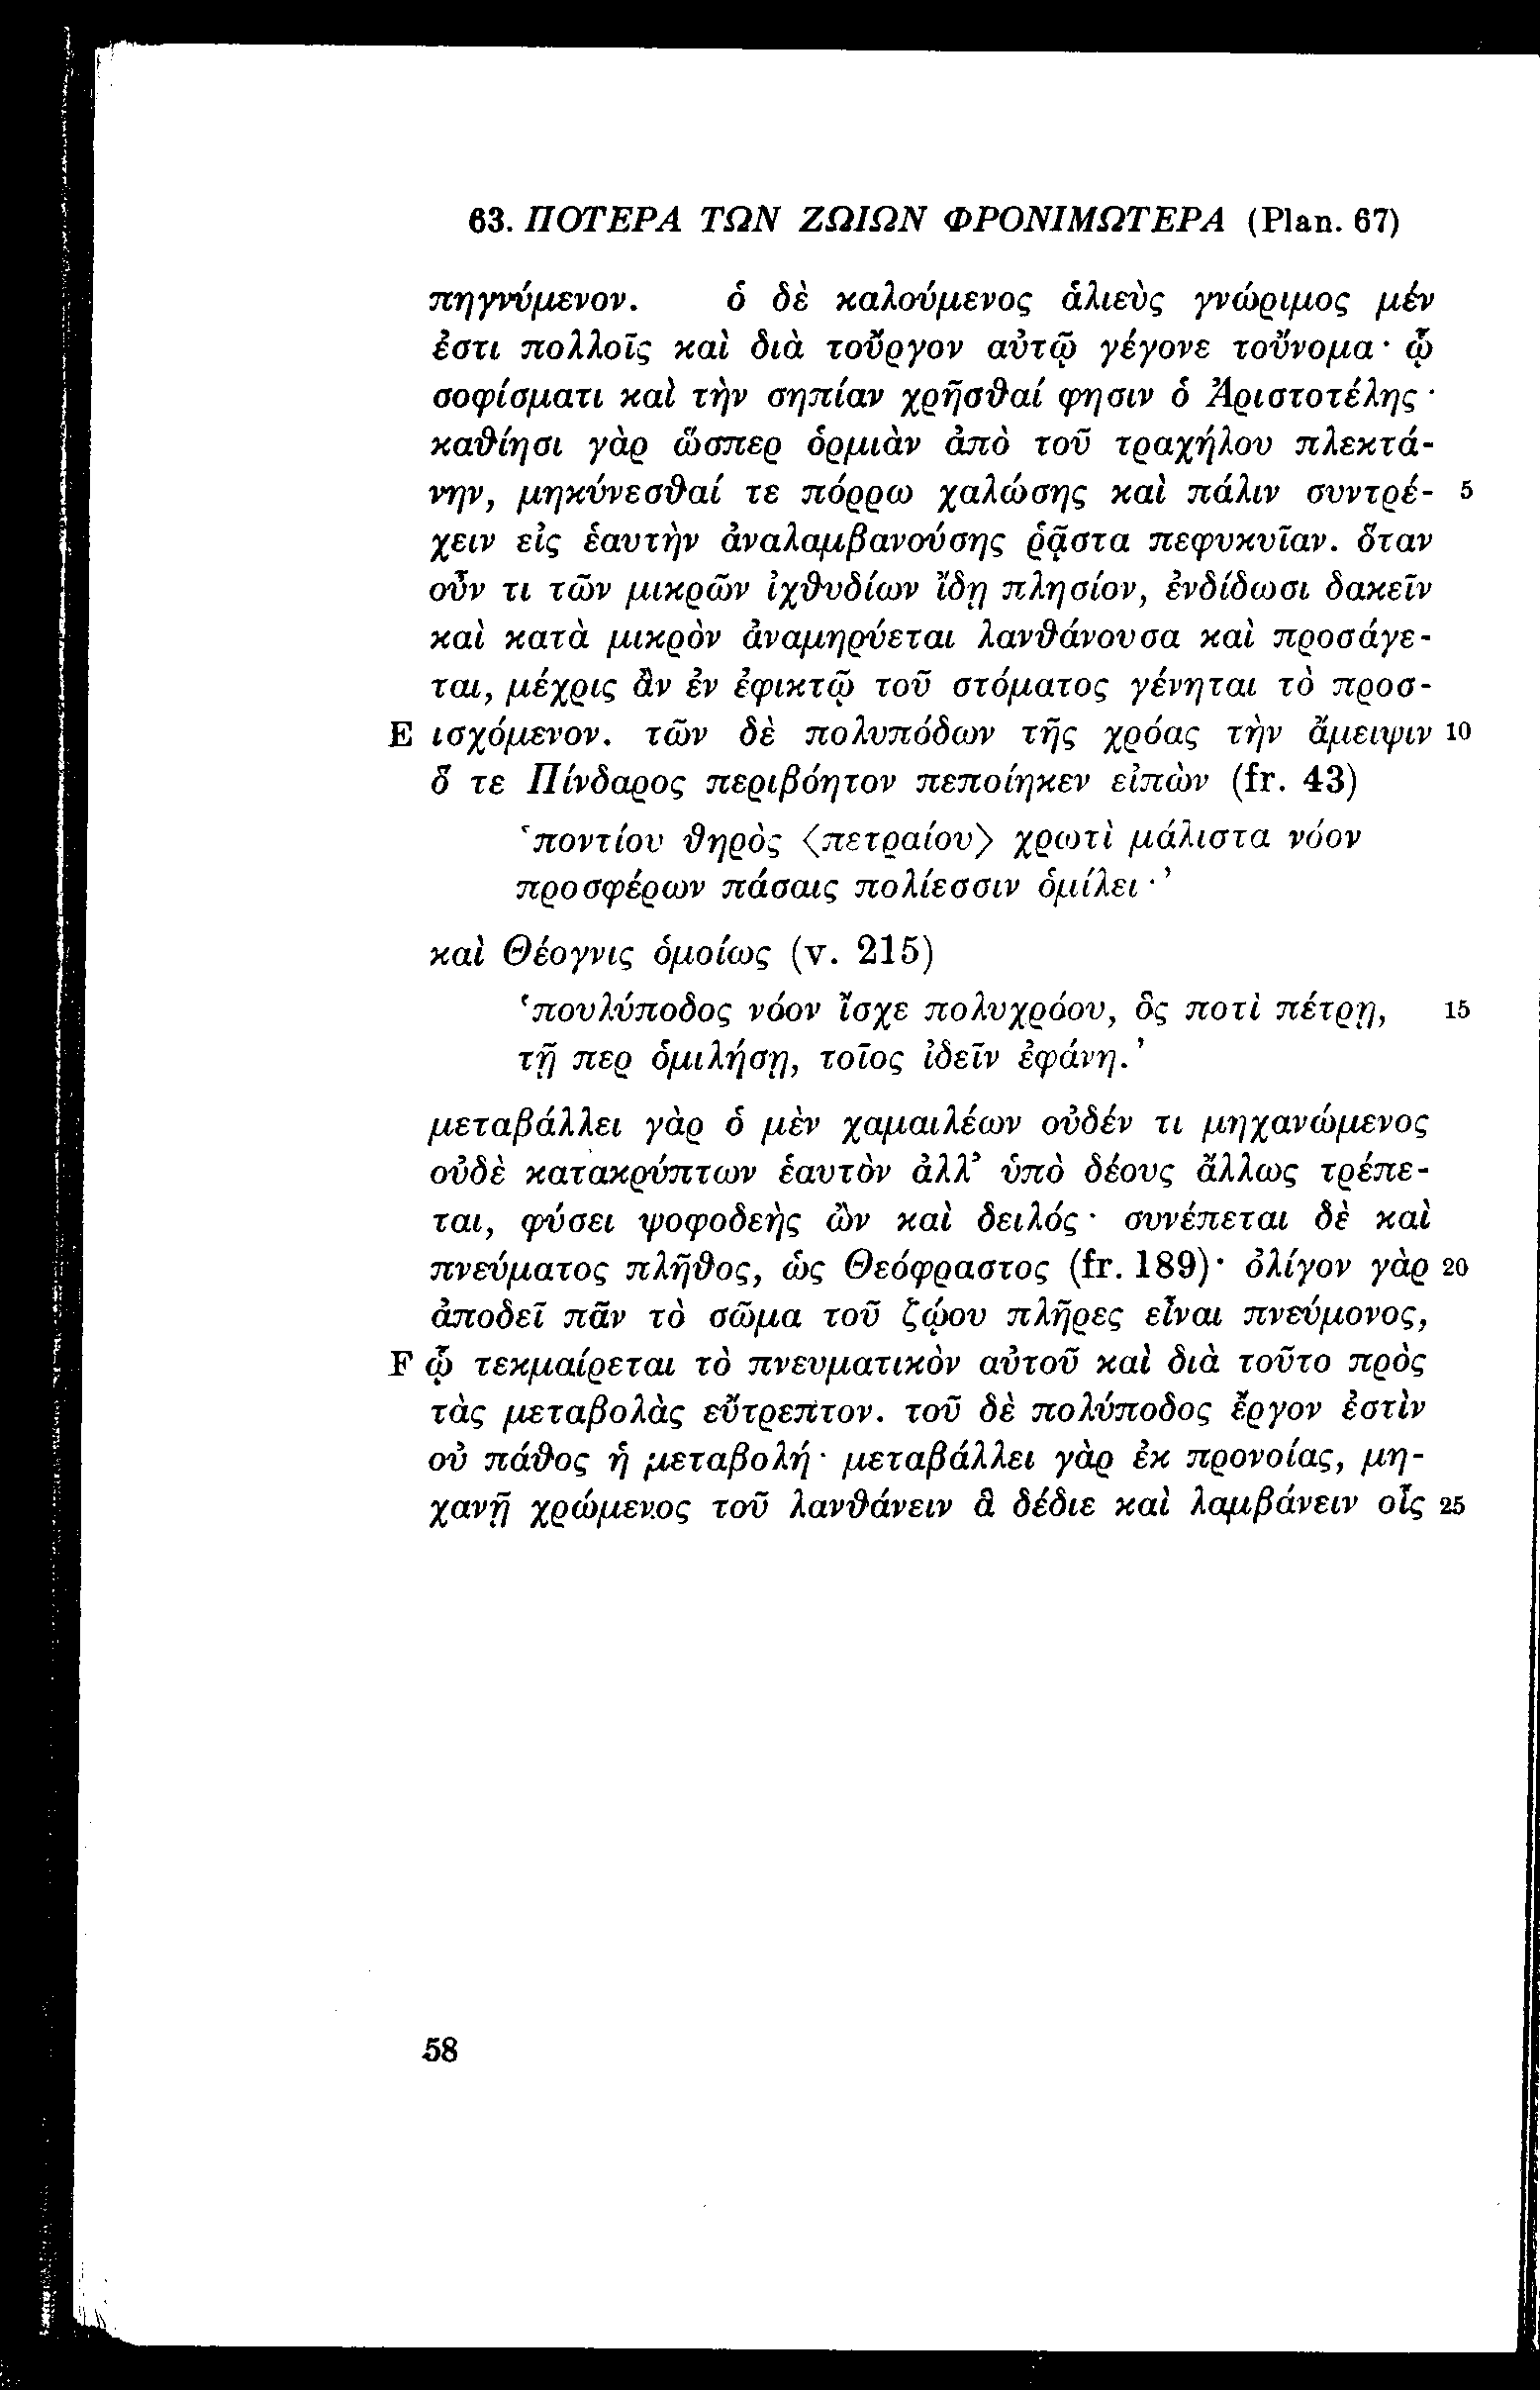 63. ΠΟΤΕΡΑ ΤΩΝ ΖΩΙΩΝ ΦΡΟΝΙΜΩΤΕΡΑ (Plan. 67)
πηγνύμενον. ὁ δὲ καλούμενος ἁλιεὺς γνώριμος μέν
ἐστι πολλοῖς καὶ διὰ τοὖργον αὐτῷ γέγονε τοὔνομα· ᾧ
σοφίσματι καὶ τὴν σηπίαν χρῆσθαί φησιν ὁ Ἀριστοτέλης·
καθίησι γὰρ ὥσπερ ὁρμιὰν ἀπὸ τοῦ τραχήλου πλεκτά-
νην, μηκύνεσθαί τε πόρρω χαλώσης καὶ πάλιν συντρέ- 5
χειν εἰς ἑαυτὴν ἀναλαμβανούσης ῥᾷστα πεφυκυῖαν. ὅταν
οὖν τι τῶν μικρῶν ἰχθυδίων ἴδῃ πλησίον, ἐνδίδωσι δακεῖν
καὶ κατὰ μικρὸν ἀναμηρύεται λανθάνουσα καὶ προσάγε-
ται, μέχρις ἂν ἐν ἐφικτῷ τοῦ στόματος γένηται τὸ προσ-
E ισχόμενον. τῶν δὲ πολυπόδων τῆς χρόας τὴν ἄμειψιν 10
ὅ τε Πίνδαρος περιβόητον πεποίηκεν εἰπὼν (fr. 43)
‘ποντίου θηρὸς 〈πετραίου〉 χρωτὶ μάλιστα νόον
προσφέρων πάσαις πολίεσσιν ὁμίλει·’
καὶ Θέογνις ὁμοίως (v. 215)
‘πουλύποδος νόον ἴσχε πολυχρόου, ὃς ποτὶ πέτρῃ, 15
τῇ περ ὁμιλήσῃ, τοῖος ἰδεῖν ἐφάνη.’
μεταβάλλει γὰρ ὁ μὲν χαμαιλέων οὐδέν τι μηχανώμενος
οὐδὲ κατακρύπτων ἑαυτὸν ἀλλ’ ὑπὸ δέους ἄλλως τρέπε-
ται, φύσει ψοφοδεὴς ὢν καὶ δειλός· συνέπεται δὲ καὶ
πνεύματος πλῆθος, ὡς Θεόφραστος (fr. 189)· ὀλίγον γὰρ 20
ἀποδεῖ πᾶν τὸ σῶμα τοῦ ζῴου πλῆρες εἶναι πνεύμονος,
F ᾧ τεκμαίρεται τὸ πνευματικὸν αὐτοῦ καὶ διὰ τοῦτο πρὸς
τὰς μεταβολὰς εὔτρεπτον. τοῦ δὲ πολύποδος ἔργον ἐστὶν
οὐ πάθος ἡ μεταβολή· μεταβάλλει γὰρ ἐκ προνοίας, μη-
χανῇ χρώμενος τοῦ λανθάνειν ἃ δέδιε καὶ λαμβάνειν οἷς 25
58